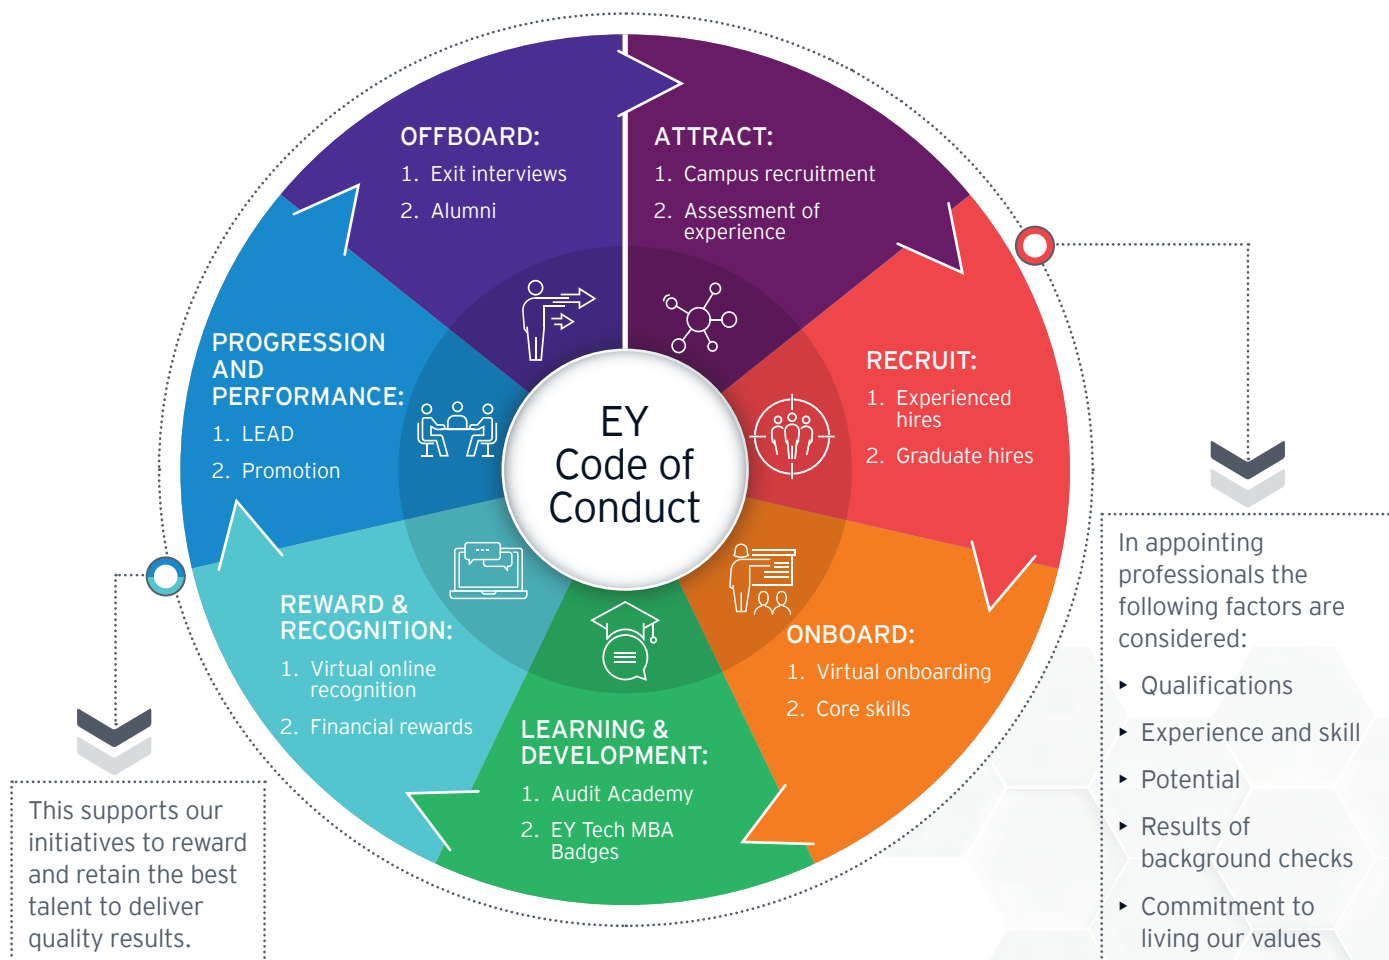 OFFBOARD:
1. Exit interviews
2. Alumni
ATTRACT:
1. Campus recruitment
2. Assessment of
experience
RECRUIT:
1. Experienced
hires
2. Graduate hires
ONBOARD:
1. Virtual onboarding
2. Core skills
LEARNING &
DEVELOPMENT:
1. Audit Academy
2. EY Tech MBA
Badges
REWARD &
RECOGNITION:
1. Virtual online
recognition
2. Financial rewards
PROGRESSION
AND
PERFORMANCE:
1. LEAD
2. Promotion
EY
Code of
Conduct
In appointing
professionals the
following factors are
considered:
‣ Qualifications
‣ Experience and skill
‣ Potential
‣ Results of
background checks
‣ Commitment to
living our values
This supports our
initiatives to reward
and retain the best
talent to deliver
quality results.